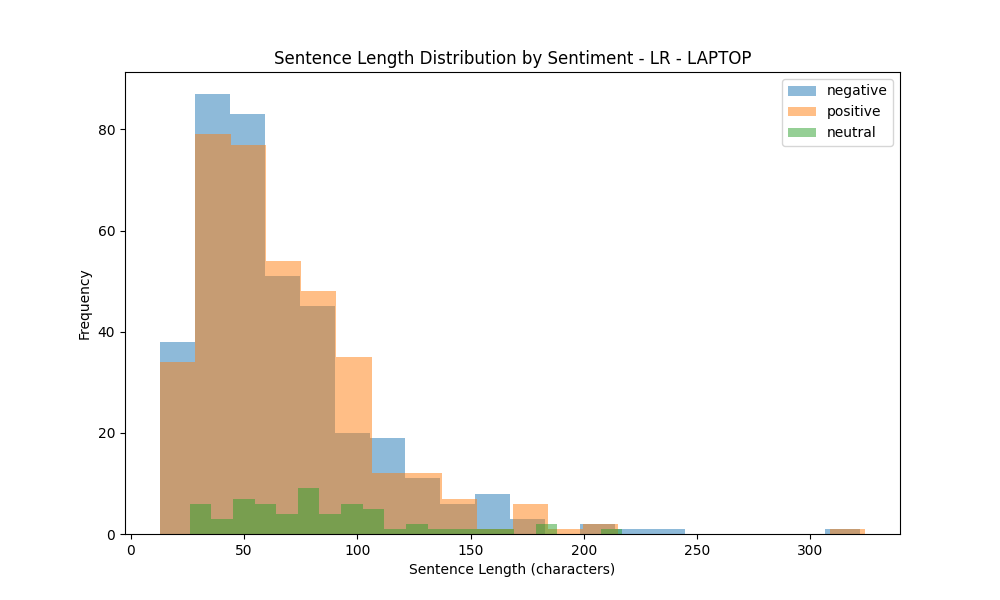 Sentence Length Distribution by Sentiment - LR - LAPTOP
negative
positive
neutral
Frequency
80
60
40
20
0
0 50 100 150 200 250 300
Sentence Length (characters)